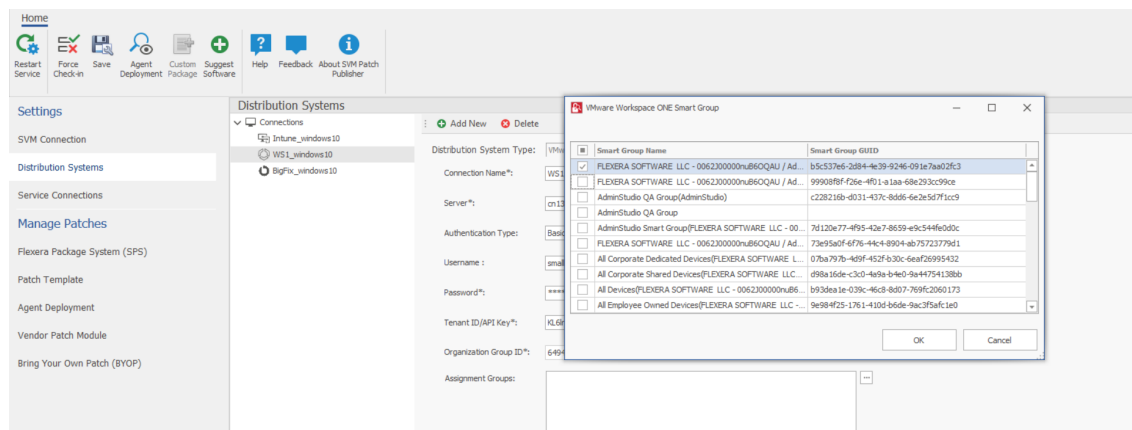 Home
Restart Service
Force Check-in
Save
Agent Deployment
Custom Package
Suggest Software
Help
Feedback
About SVM Patch Publisher
Settings
SVM Connection
Distribution Systems
Service Connections
Manage Patches
Flexera Package System (SPS)
Patch Template
Agent Deployment
Vendor Patch Module
Bring Your Own Patch (BYOP)
Distribution Systems
Connections
Intune_windows10
WS1_windows10
BigFix_windows10
Add New Delete
Distribution System Type: VMw
Connection Name*: WS1
Server*: cn13
Authentication Type: Basic
Username : smal
Password*: ****
Tenant ID/API Key*:
Organization Group ID*: 649
Assignment Groups:
...
VMware Workspace ONE Smart Group
Smart Group Name Smart Group GUID
FLEXERA SOFTWARE LLC - 0062J00000nuB6OQAU / Ad... b5c537e6-2d84-4e39-9246-091e7aa02fc3
FLEXERA SOFTWARE LLC - 0062J00000nuB6OQAU / Ad... 99908f8f-f26e-4f01-a1aa-68e293cc99ce
AdminStudio QA Group(AdminStudio) c228216b-d031-437c-8dd6-6e2e5d7f1cc9
AdminStudio QA Group
AdminStudio Smart Group(FLEXERA SOFTWARE LLC - 00... 7d120e77-4f95-42e7-8659-e9c544fe0d0c
FLEXERA SOFTWARE LLC - 0062J00000nuB6OQAU / Ad... 73e95a0f-6f76-44c4-8904-ab75723779d1
All Corporate Dedicated Devices(FLEXERA SOFTWARE L... 07ba797b-4d9f-452f-b30c-6eaf26995432
All Corporate Shared Devices(FLEXERA SOFTWARE LLC... d98a16de-c3c0-4a9a-b4e0-9a44754138bb
All Devices(FLEXERA SOFTWARE LLC - 0062J00000nuB6... b93dea1e-039c-46c8-8d07-769fc2060173
All Employee Owned Devices(FLEXERA SOFTWARE LLC -... 9e984f25-1761-410d-b6de-9ac3f5afc1e0
OK Cancel